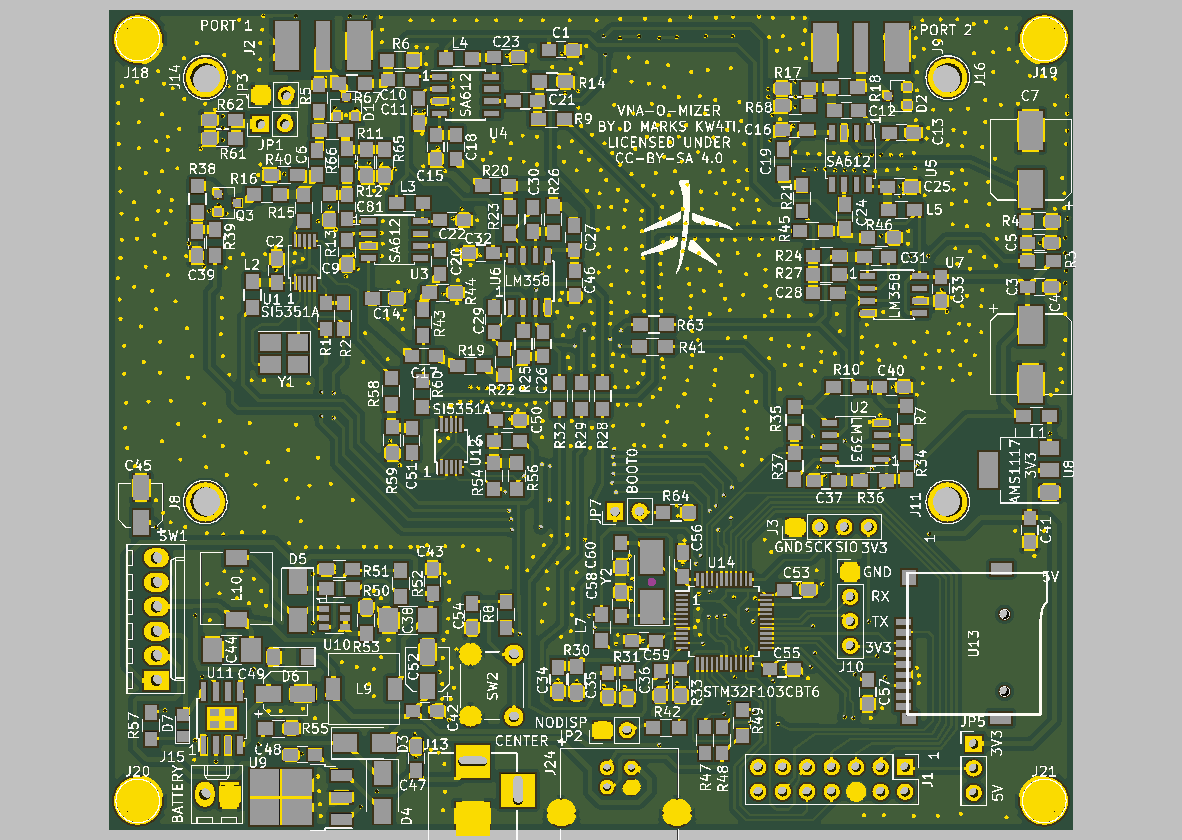 PORT 1
J2
R6
L4
C23
C1
PORT 2
J9
J18
J14
JP3
R5
R67
D1
C10
C11
1
SA612
R14
C21
R9
U4
R17
R68
C16
R18
D2
C12
1
C13
J16
J19
C7
R62
R61
JP1
R11
R65
R66
C6
C15
C18
VNA-O-MIZER
BY D MARKS KW4TI.
LICENSED UNDER
CC-BY-SA 4.0
C19
SA612
U5
R38
R40
R16
Q3
R15
R12
C81
L3
R20
C30
R26
R23
R21
C24
C25
L5
R45
R46
R4
C5
R3
R39
C39
L2
C2
R13
C9
SA612
U3
C22
C32
C20
R44
U6
LM358
C27
C46
R24
R27
C28
C31
1
LM358
U7
C33
C3
C4
U1
1
SI5351A
R1
R2
C14
R43
C29
R63
R41
Y1
C17
R19
R22
R25
C26
R58
R60
SI5351A
C50
R32
R29
R28
R10
C40
R35
U2
R7
LM393
L1
L6
U12
1
R59
C51
R54
R56
R37
C37
R36
R34
1
AMS1117
3V3
U8
C45
J8
BOOT0
JP7
R64
J3
GND
SCK
SIO
3V3
J11
1
C41
SW1
L10
D5
R51
R50
R52
C43
C38
C54
R8
C60
C58
Y2
C56
U14
1
C53
GND
RX
TX
3V3
J10
5V
U13
C44
C49
U10
R53
L7
R30
R31
C59
C55
C34
C35
C36
R33
STM32F103CBT6
C57
U11
D6
L9
C52
C42
SW2
R57
D7
R55
C48
J15
1
U9
D3
J13
C47
CENTER
+
NODISP
JP2
R42
R49
R47
R48
JP5
3V3
5V
J24
J20
BATTERY
D4
J1
1
J21